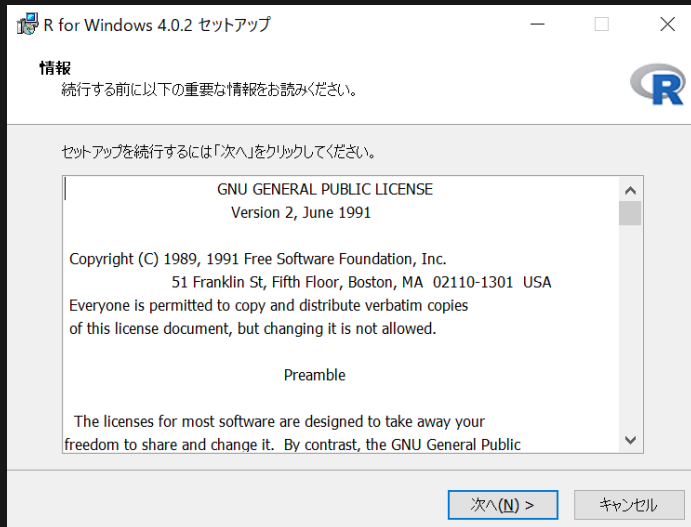 R for Windows 4.0.2 セットアップ
情報
続行する前に以下の重要な情報をお読みください。
R
セットアップを続行するには「次へ」をクリックしてください。
GNU GENERAL PUBLIC LICENSE
Version 2, June 1991
Copyright (C) 1989, 1991 Free Software Foundation, Inc.
51 Franklin St, Fifth Floor, Boston, MA  02110-1301  USA
Everyone is permitted to copy and distribute verbatim copies
of this license document, but changing it is not allowed.
Preamble
The licenses for most software are designed to take away your
freedom to share and change it.  By contrast, the GNU General Public
次へ(N) >
キャンセル